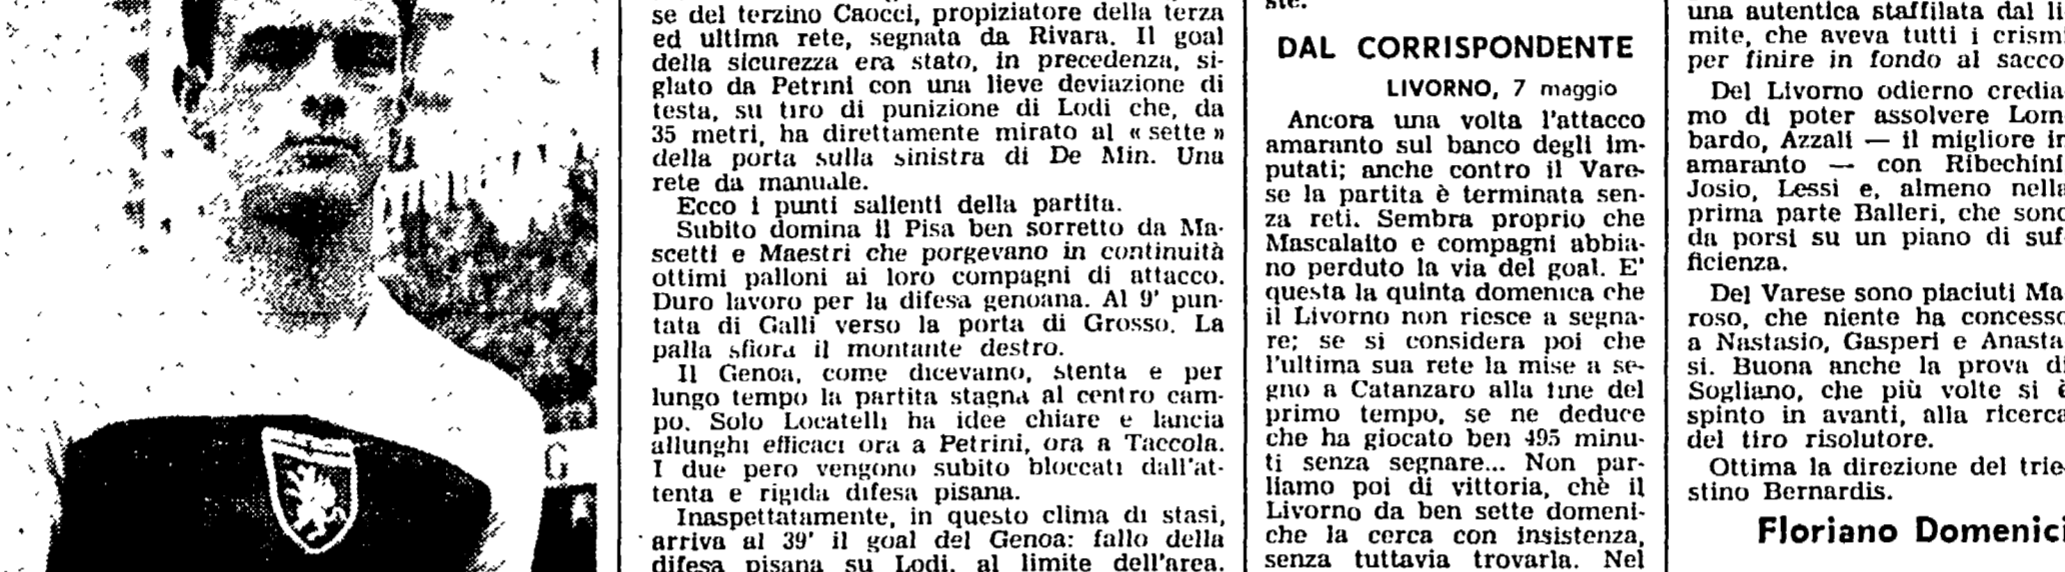 se del terzino Caocci, propiziatore della terza
ed ultima rete, segnata da Rivara. Il goal
della sicurezza era stato, in precedenza, si-
glato da Petrini con una lieve deviazione di
testa, su tiro di punizione di Lodi che, da
35 metri, ha direttamente mirato al « sette »
della porta sulla sinistra di De Min. Una
rete da manuale.
Ecco i punti salienti della partita.
Subito domina il Pisa ben sorretto da Ma-
scetti e Maestri che porgevano in continuità
ottimi palloni ai loro compagni di attacco.
Duro lavoro per la difesa genoana. Al 9' pun-
tata di Galli verso la porta di Grosso. La
palla sfiora il montante destro.
Il Genoa, come dicevamo, stenta e per
lungo tempo la partita stagna al centro cam-
po. Solo Locatelli ha idee chiare e lancia
allunghi efficaci ora a Petrini, ora a Taccola.
I due pero vengono subito bloccati dall'at-
tenta e rigida difesa pisana.
Inaspettatamente, in questo clima di stasi,
arriva al 39' il goal del Genoa: fallo della
difesa pisana su Lodi, al limite dell'area.
ste.
DAL CORRISPONDENTE
LIVORNO, 7 maggio
Ancora una volta l'attacco
amaranto sul banco degli im-
putati; anche contro il Vare-
se la partita è terminata sen-
za reti. Sembra proprio che
Mascalaito e compagni abbia-
no perduto la via del goal. E'
questa la quinta domenica che
il Livorno non riesce a segna-
re; se si considera poi che
l'ultima sua rete la mise a se-
gno a Catanzaro alla fine del
primo tempo, se ne deduce
che ha giocato ben 495 minu-
ti senza segnare... Non par-
liamo poi di vittoria, chè il
Livorno da ben sette domeni-
che la cerca con insistenza,
senza tuttavia trovarla. Nel
una autentica staffilata dal li-
mite, che aveva tutti i crismi
per finire in fondo al sacco.
Del Livorno odierno credia-
mo di poter assolvere Lom-
bardo, Azzali — il migliore in
amaranto — con Ribechini,
Josio, Lessi e, almeno nella
prima parte Balleri, che sono
da porsi su un piano di suf-
ficienza.
Del Varese sono piaciuti Ma-
roso, che niente ha concesso
a Nastasio, Gasperi e Anasta-
si. Buona anche la prova di
Sogliano, che più volte si è
spinto in avanti, alla ricerca
del tiro risolutore.
Ottima la direzione del trie-
stino Bernardis.
Floriano Domenici